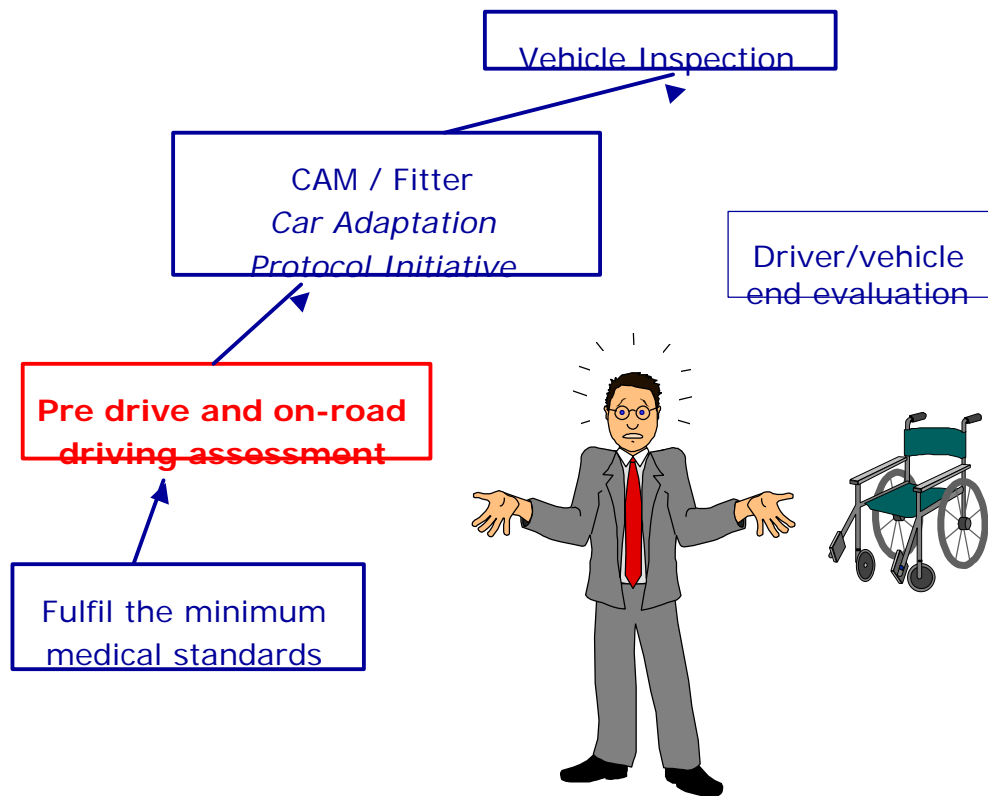 Vehicle Inspection
CAM / Fitter
Car Adaptation
Protocol Initiative
Driver/vehicle
end evaluation
Pre drive and on-road
driving assessment
Fulfil the minimum
medical standards